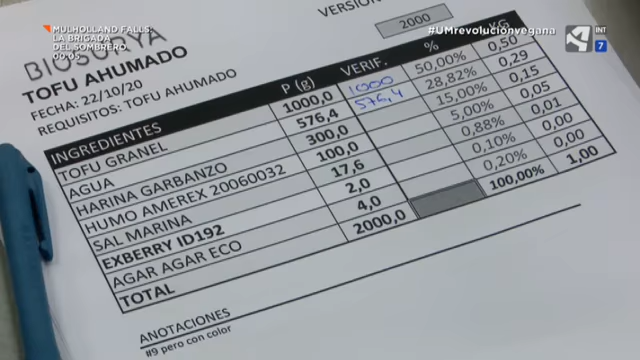 MULHOLLAND FALLS:
LA BRIGADA
DEL SOMBRERO
00:05
#UMrevoluciónvegana
INT
7
VERSIÓN
2000
BIOSURYA
TOFU AHUMADO
FECHA: 22/10/20
REQUISITOS: TOFU AHUMADO
INGREDIENTES P (g) VERIF. % KG
TOFU GRANEL 1000,0 1000 50,00% 0,50
AGUA 576,4 576,4 28,82% 0,29
HARINA GARBANZO 300,0 15,00% 0,15
HUMO AMEREX 20060032 100,0 5,00% 0,05
SAL MARINA 17,6 0,88% 0,01
EXBERRY ID192 2,0 0,10% 0,00
AGAR AGAR ECO 4,0 0,20% 0,00
TOTAL 2000,0 100,00% 1,00
ANOTACIONES
#9 pero con color